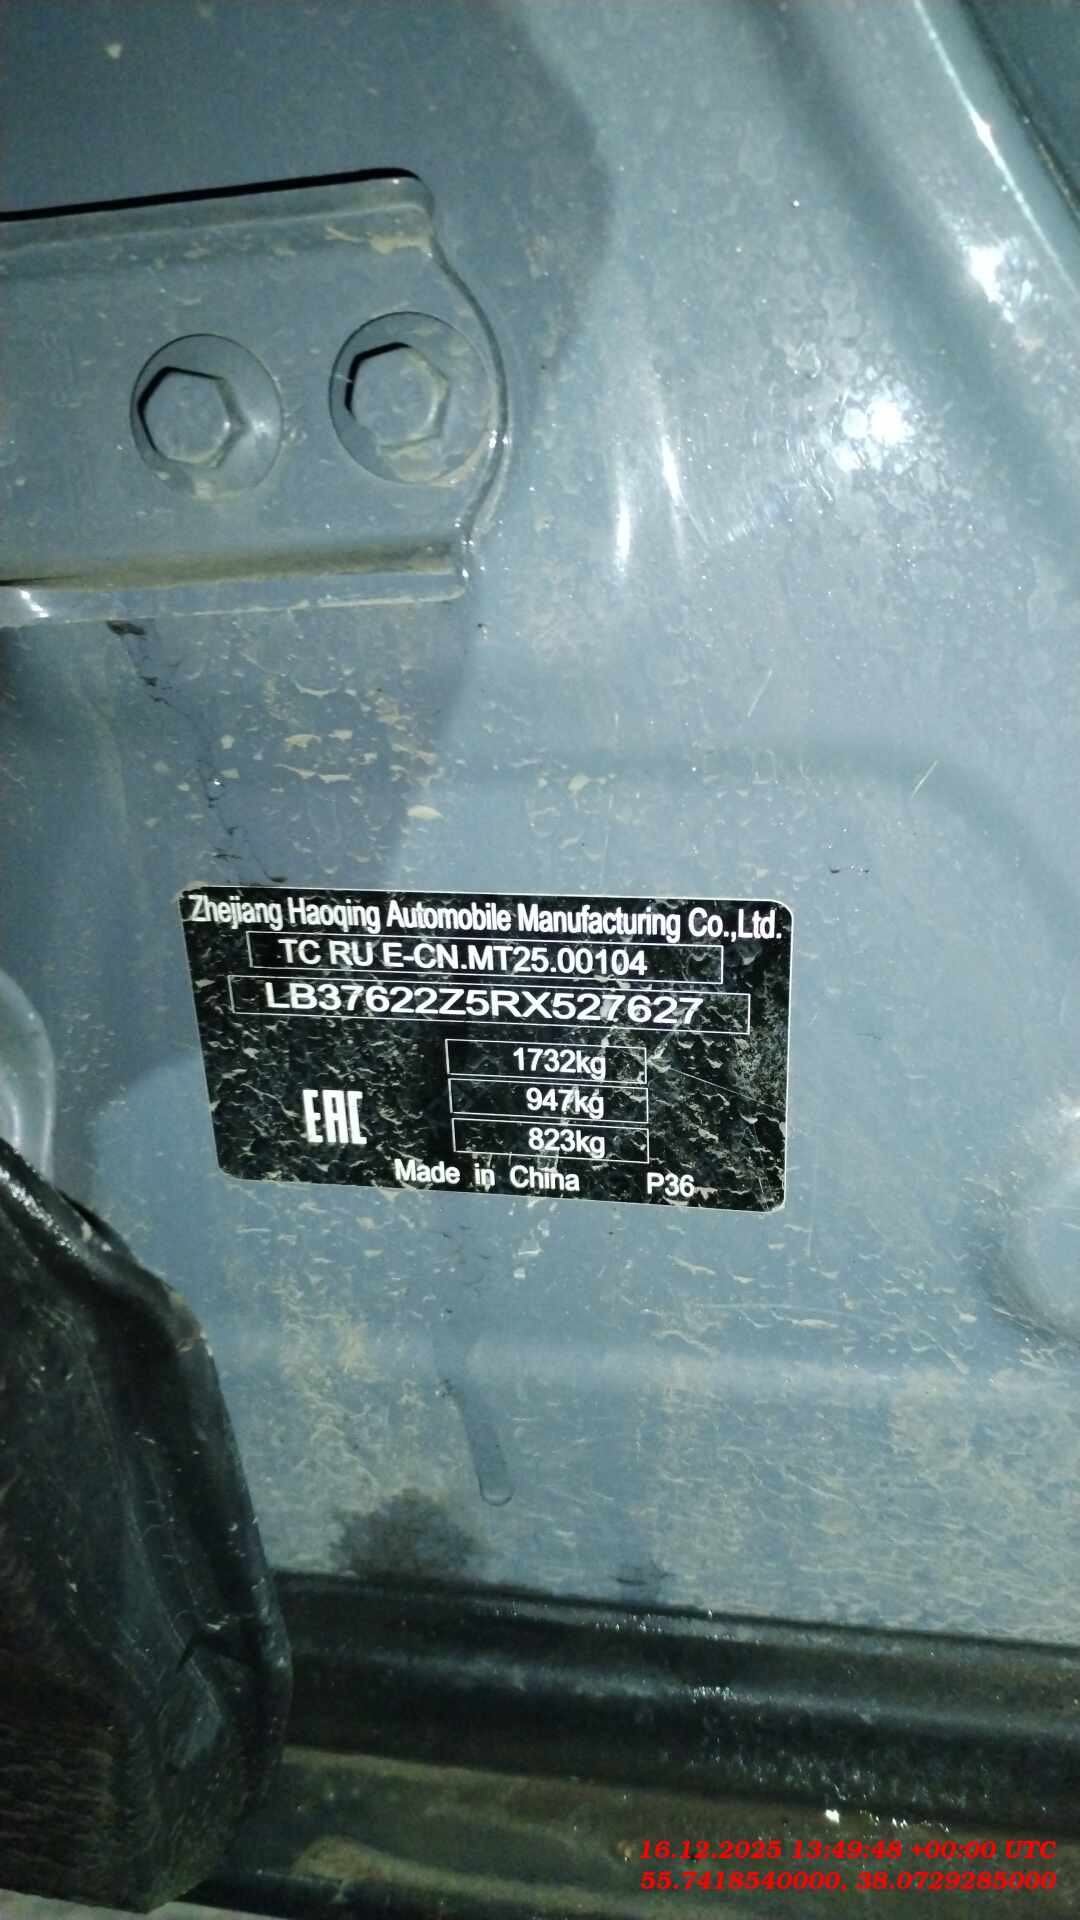 Zhejiang Haoqing Automobile Manufacturing Co.,Ltd.
TC RU E-CN.MT25.00104
LB37622Z5RX527627
1732kg
947kg
823kg
EAC
Made in China P36
16.12.2025 13:49:48 +00:00 UTC
55.7418540000, 38.0729285000